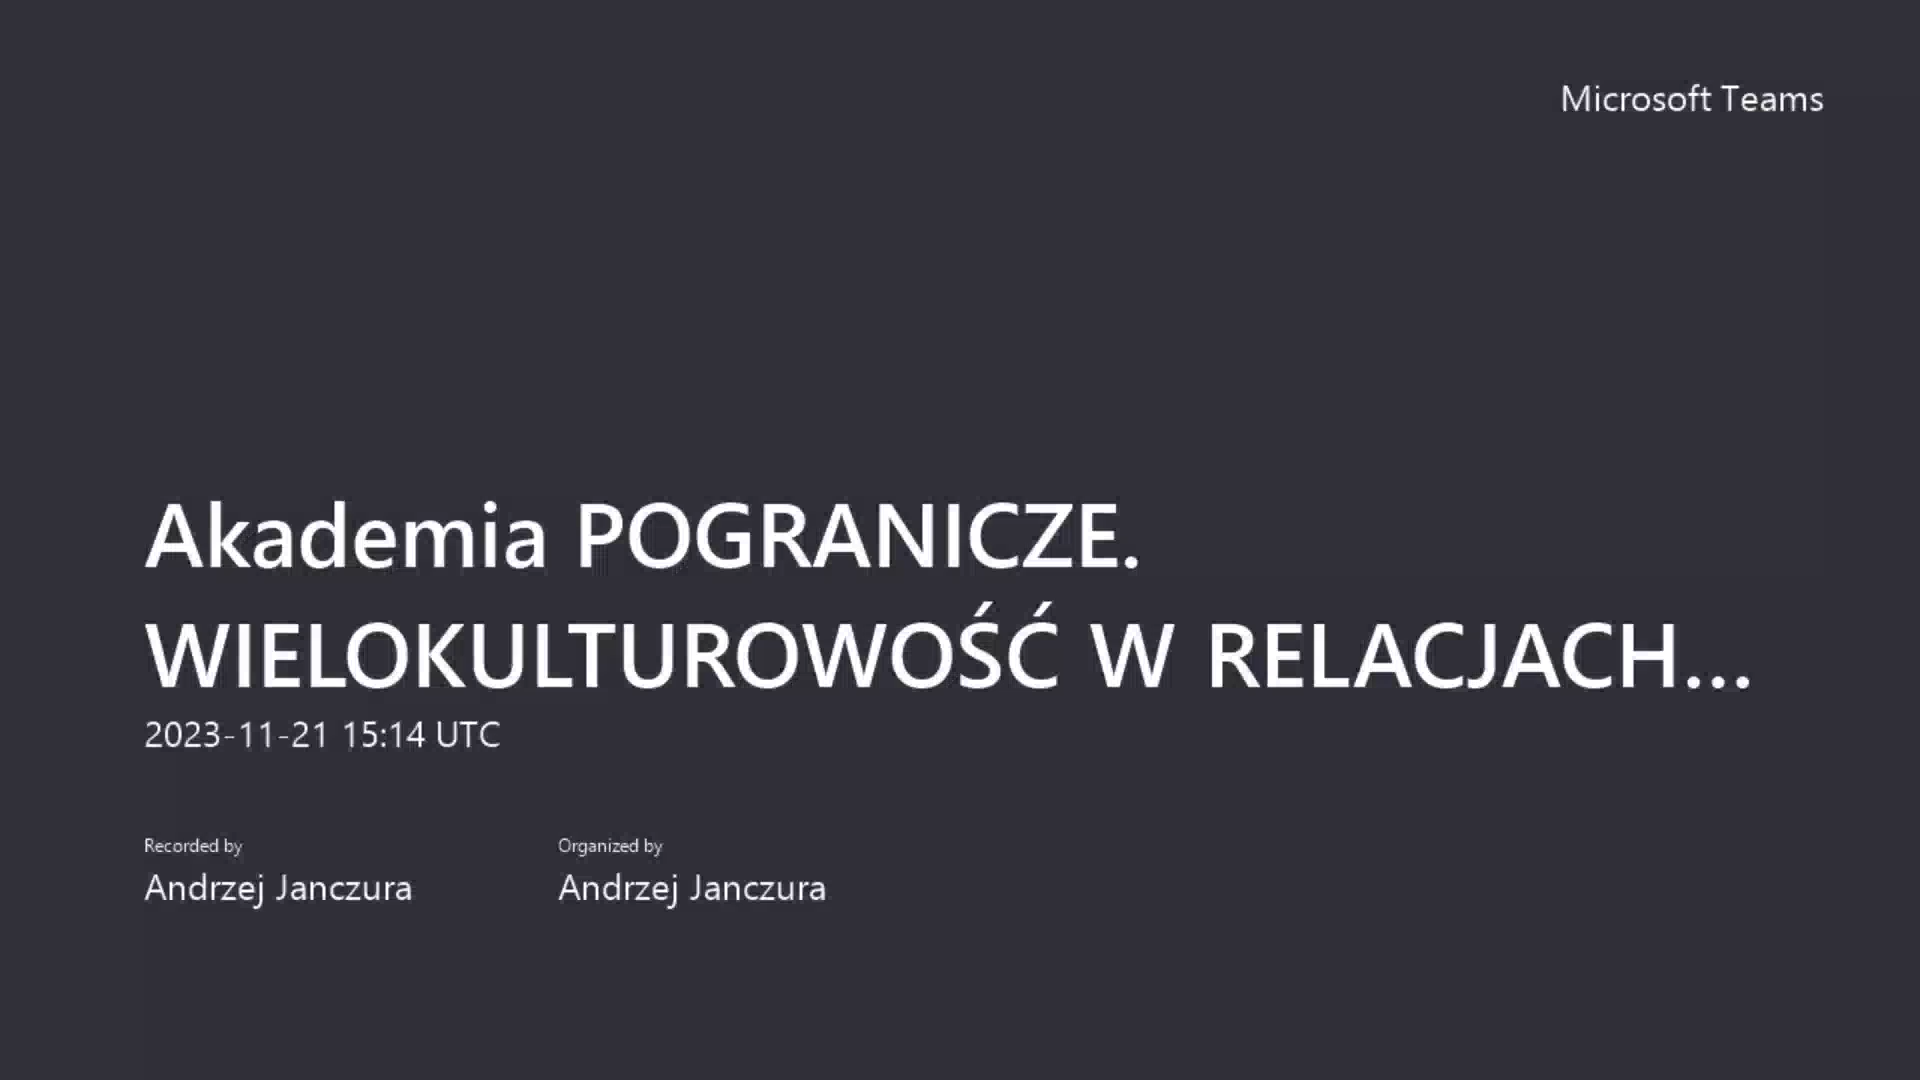 Microsoft Teams
Akademia POGRANICZE.
WIELOKULTUROWOŚĆ W RELACJACH...
2023-11-21 15:14 UTC
Recorded by
Andrzej Janczura
Organized by
Andrzej Janczura